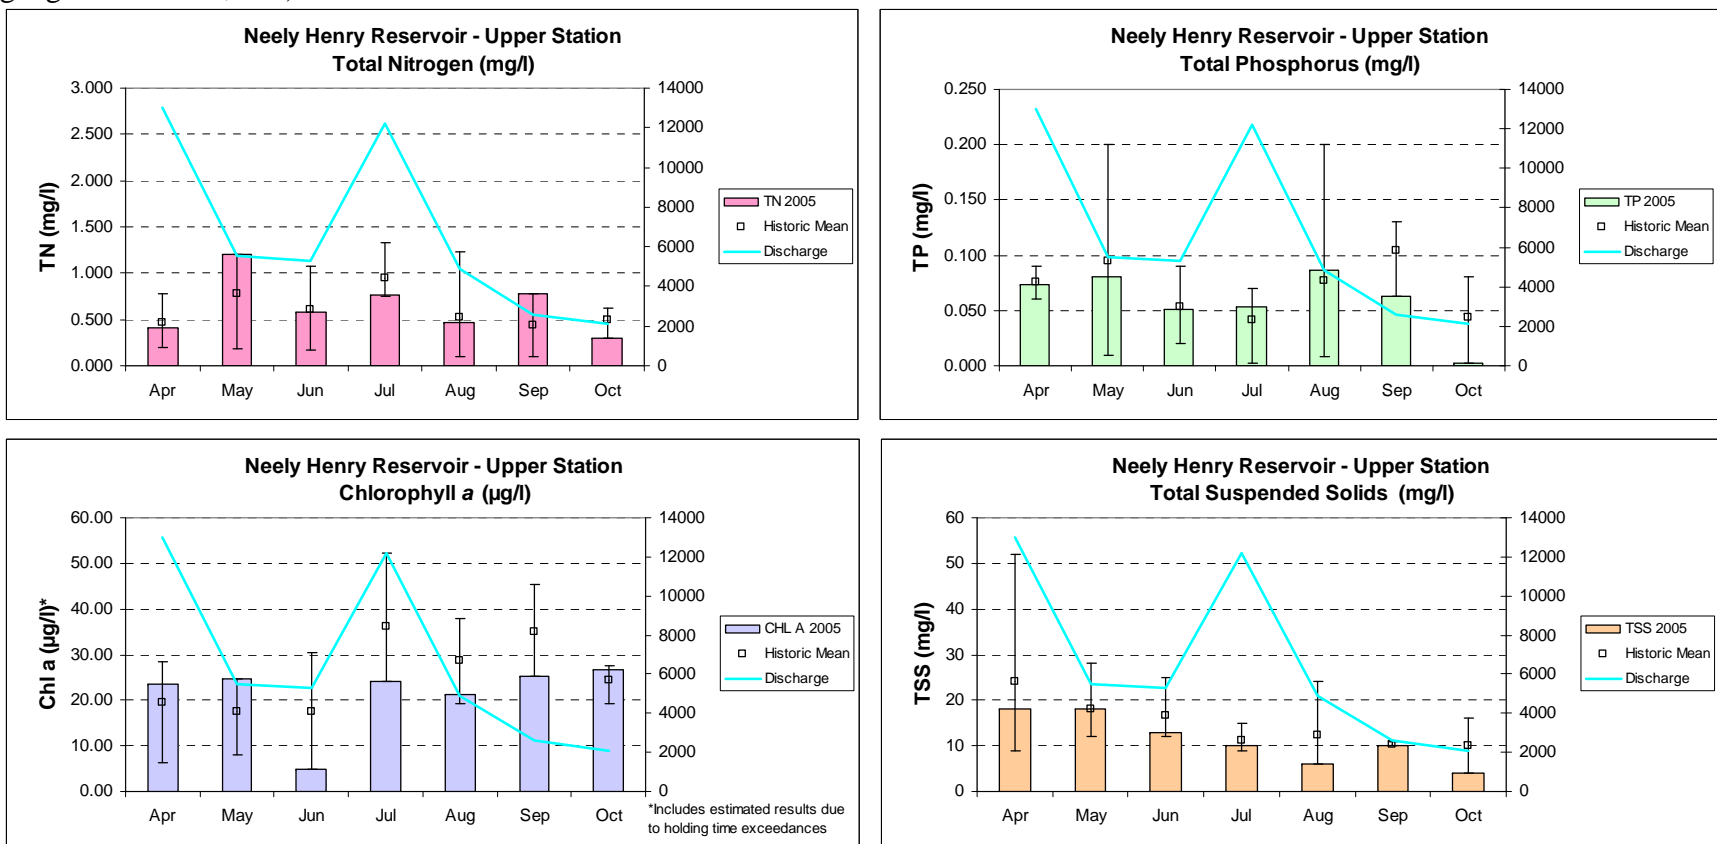 Neely Henry Reservoir - Upper Station
Total Nitrogen (mg/l)
3.000
2.500
2.000
1.500
1.000
0.500
0.000
TN (mg/l)
14000
12000
10000
8000
6000
4000
2000
0
Apr May Jun Jul Aug Sep Oct
TN 2005
Historic Mean
Discharge
Neely Henry Reservoir - Upper Station
Total Phosphorus (mg/l)
0.250
0.200
0.150
0.100
0.050
0.000
TP (mg/l)
14000
12000
10000
8000
6000
4000
2000
0
Apr May Jun Jul Aug Sep Oct
TP 2005
Historic Mean
Discharge
Neely Henry Reservoir - Upper Station
Chlorophyll a (µg/l)
60.00
50.00
40.00
30.00
20.00
10.00
0.00
Chl a (µg/l)*
14000
12000
10000
8000
6000
4000
2000
0
Apr May Jun Jul Aug Sep Oct
CHL A 2005
Historic Mean
Discharge
*Includes estimated results due
to holding time exceedances
Neely Henry Reservoir - Upper Station
Total Suspended Solids (mg/l)
60
50
40
30
20
10
0
TSS (mg/l)
14000
12000
10000
8000
6000
4000
2000
0
Apr May Jun Jul Aug Sep Oct
TSS 2005
Historic Mean
Discharge